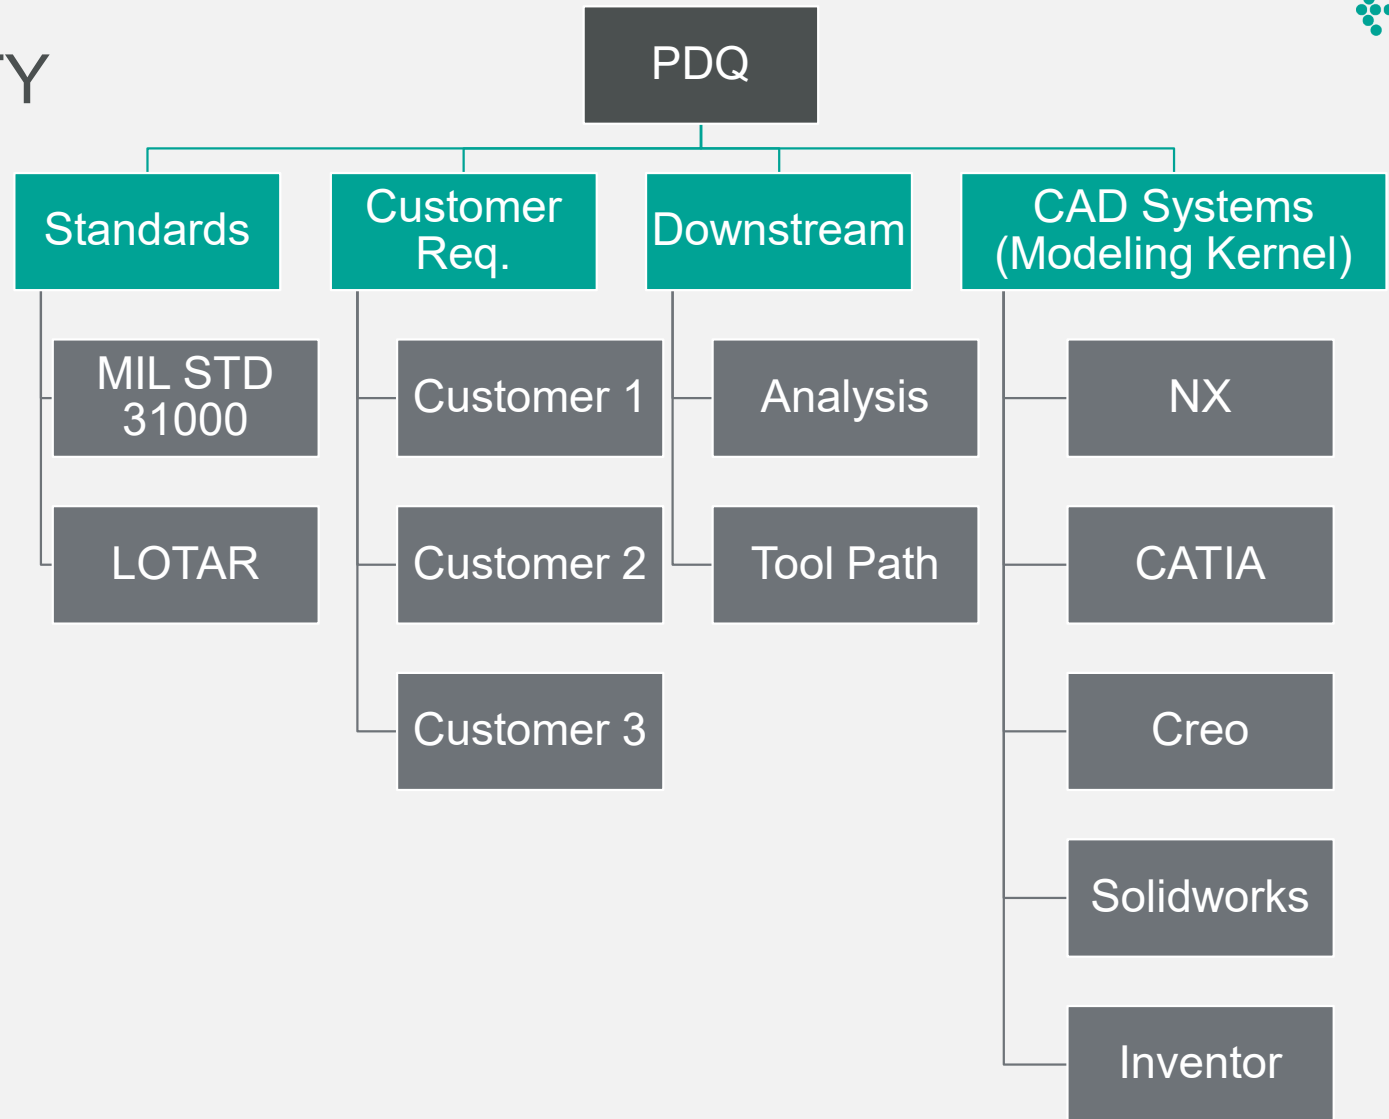 TY
PDQ
Standards
Customer
Req.
Downstream
CAD Systems
(Modeling Kernel)
MIL STD
31000
LOTAR
Customer 1
Customer 2
Customer 3
Analysis
Tool Path
NX
CATIA
Creo
Solidworks
Inventor